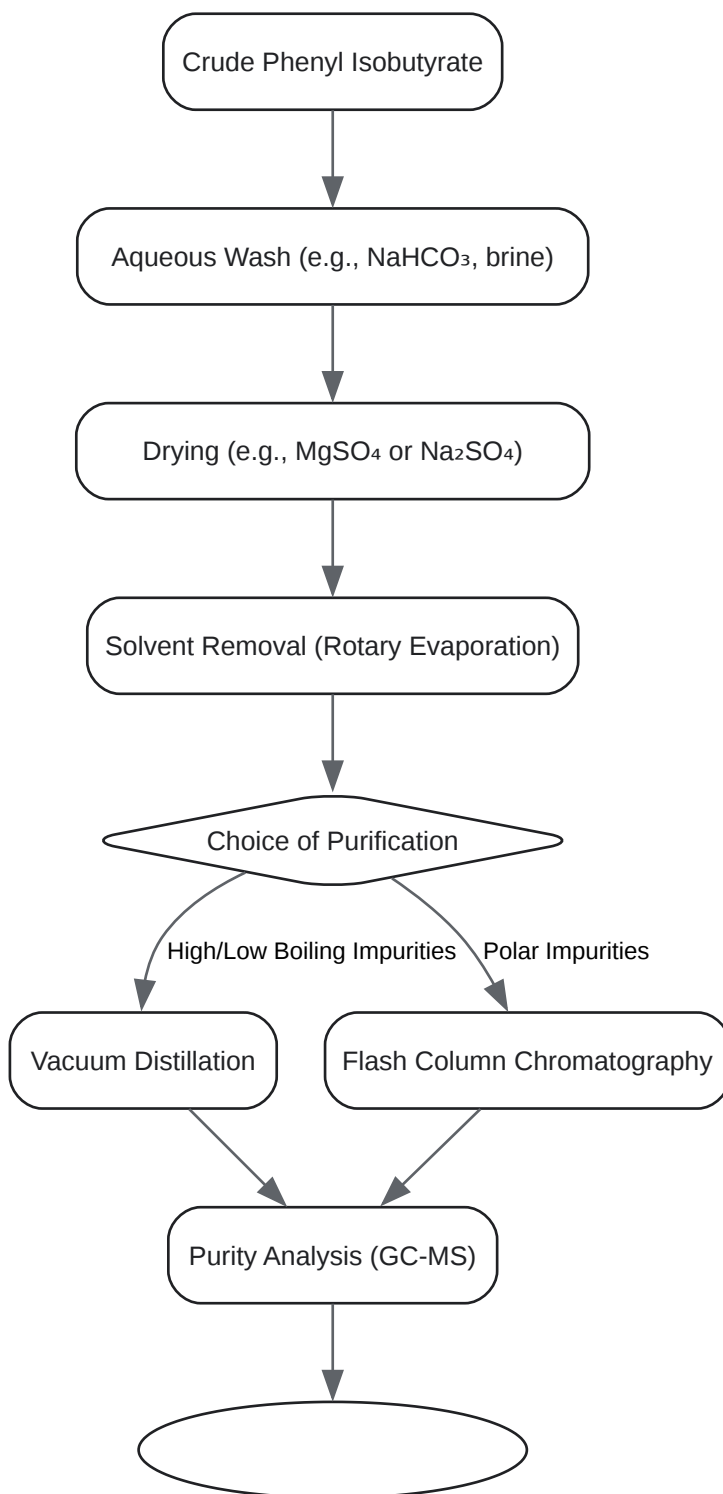 Crude Phenyl Isobutyrate
Aqueous Wash (e.g., NaHCO₃, brine)
Drying (e.g., MgSO₄ or Na₂SO₄)
Solvent Removal (Rotary Evaporation)
Choice of Purification
High/Low Boiling Impurities
Polar Impurities
Vacuum Distillation
Flash Column Chromatography
Purity Analysis (GC-MS)